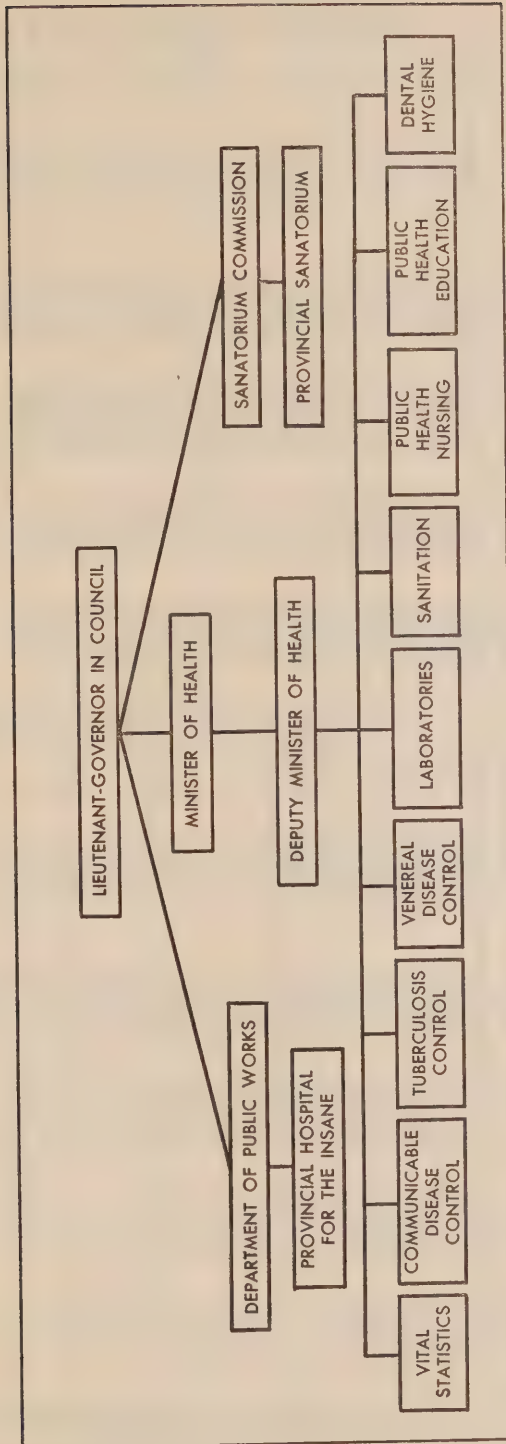 LIEUTENANT-GOVERNOR IN COUNCIL
DEPARTMENT OF PUBLIC WORKS
PROVINCIAL HOSPITAL
FOR THE INSANE
MINISTER OF HEALTH
DEPUTY MINISTER OF HEALTH
SANATORIUM COMMISSION
PROVINCIAL SANATORIUM
VITAL
STATISTICS
COMMUNICABLE
DISEASE
CONTROL
TUBERCULOSIS
CONTROL
VENEREAL
DISEASE
CONTROL
LABORATORIES
SANITATION
PUBLIC
HEALTH
NURSING
PUBLIC
HEALTH
EDUCATION
DENTAL
HYGIENE